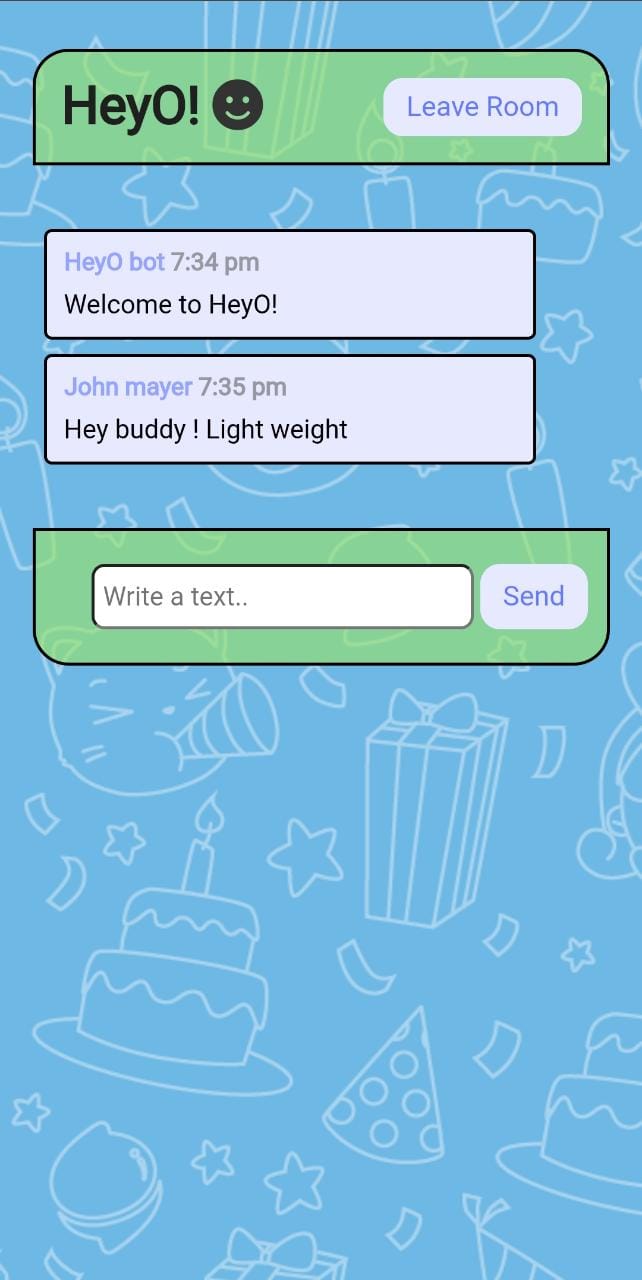 HeyO!
Leave Room
HeyO bot 7:34 pm
Welcome to HeyO!
John mayer 7:35 pm
Hey buddy ! Light weight
Write a text..
Send